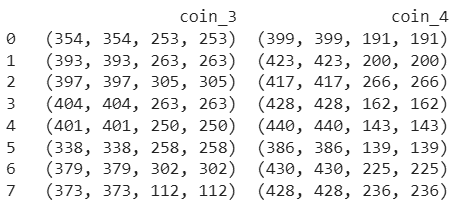 coin_3 coin_4
0 (354, 354, 253, 253) (399, 399, 191, 191)
1 (393, 393, 263, 263) (423, 423, 200, 200)
2 (397, 397, 305, 305) (417, 417, 266, 266)
3 (404, 404, 263, 263) (428, 428, 162, 162)
4 (401, 401, 250, 250) (440, 440, 143, 143)
5 (338, 338, 258, 258) (386, 386, 139, 139)
6 (379, 379, 302, 302) (430, 430, 225, 225)
7 (373, 373, 112, 112) (428, 428, 236, 236)